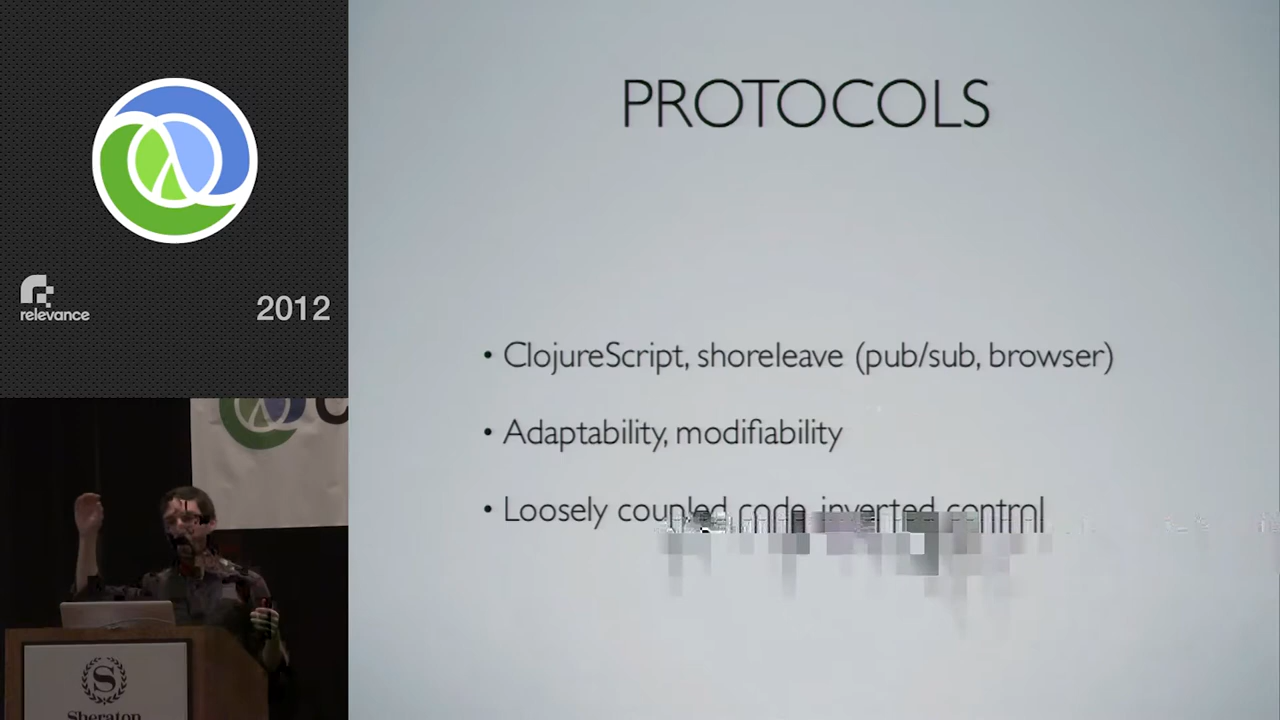 PROTOCOLS
• ClojureScript, shoreleave (pub/sub, browser)
• Adaptability, modifiability
• Loosely coupled code, inverted control
relevance
2012
S
Sheraton